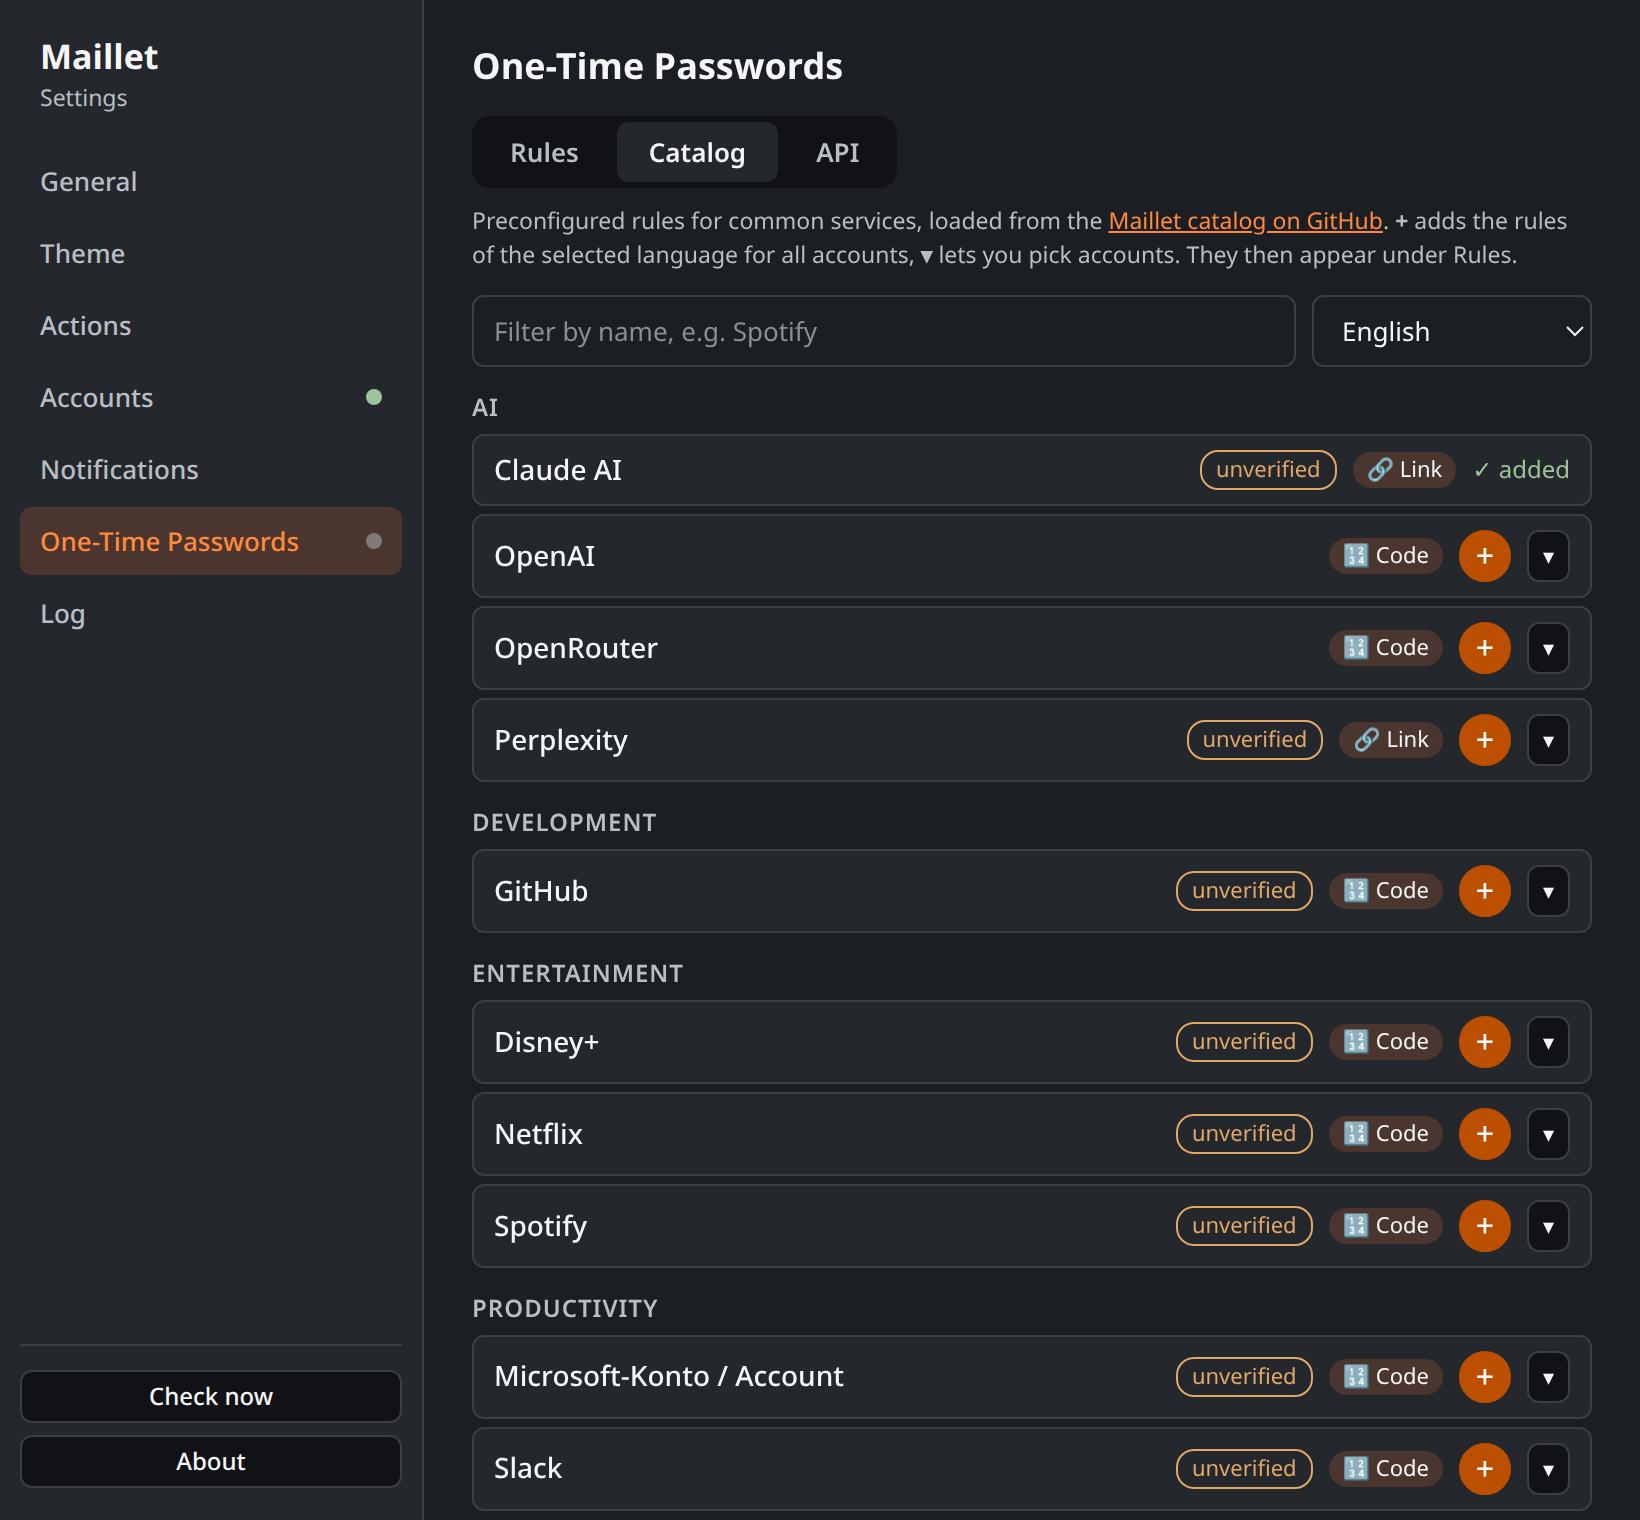 Maillet
Settings
General
Theme
Actions
Accounts
Notifications
One-Time Passwords
Log
Check now
About
One-Time Passwords
Rules Catalog API
Preconfigured rules for common services, loaded from the Maillet catalog on GitHub. + adds the rules
of the selected language for all accounts, ▾ lets you pick accounts. They then appear under Rules.
Filter by name, e.g. Spotify English
AI
Claude AI unverified 🔗 Link ✓ added
OpenAI 🔢 Code + ▾
OpenRouter 🔢 Code + ▾
Perplexity unverified 🔗 Link + ▾
DEVELOPMENT
GitHub unverified 🔢 Code + ▾
ENTERTAINMENT
Disney+ unverified 🔢 Code + ▾
Netflix unverified 🔢 Code + ▾
Spotify unverified 🔢 Code + ▾
PRODUCTIVITY
Microsoft-Konto / Account unverified 🔢 Code + ▾
Slack unverified 🔢 Code + ▾